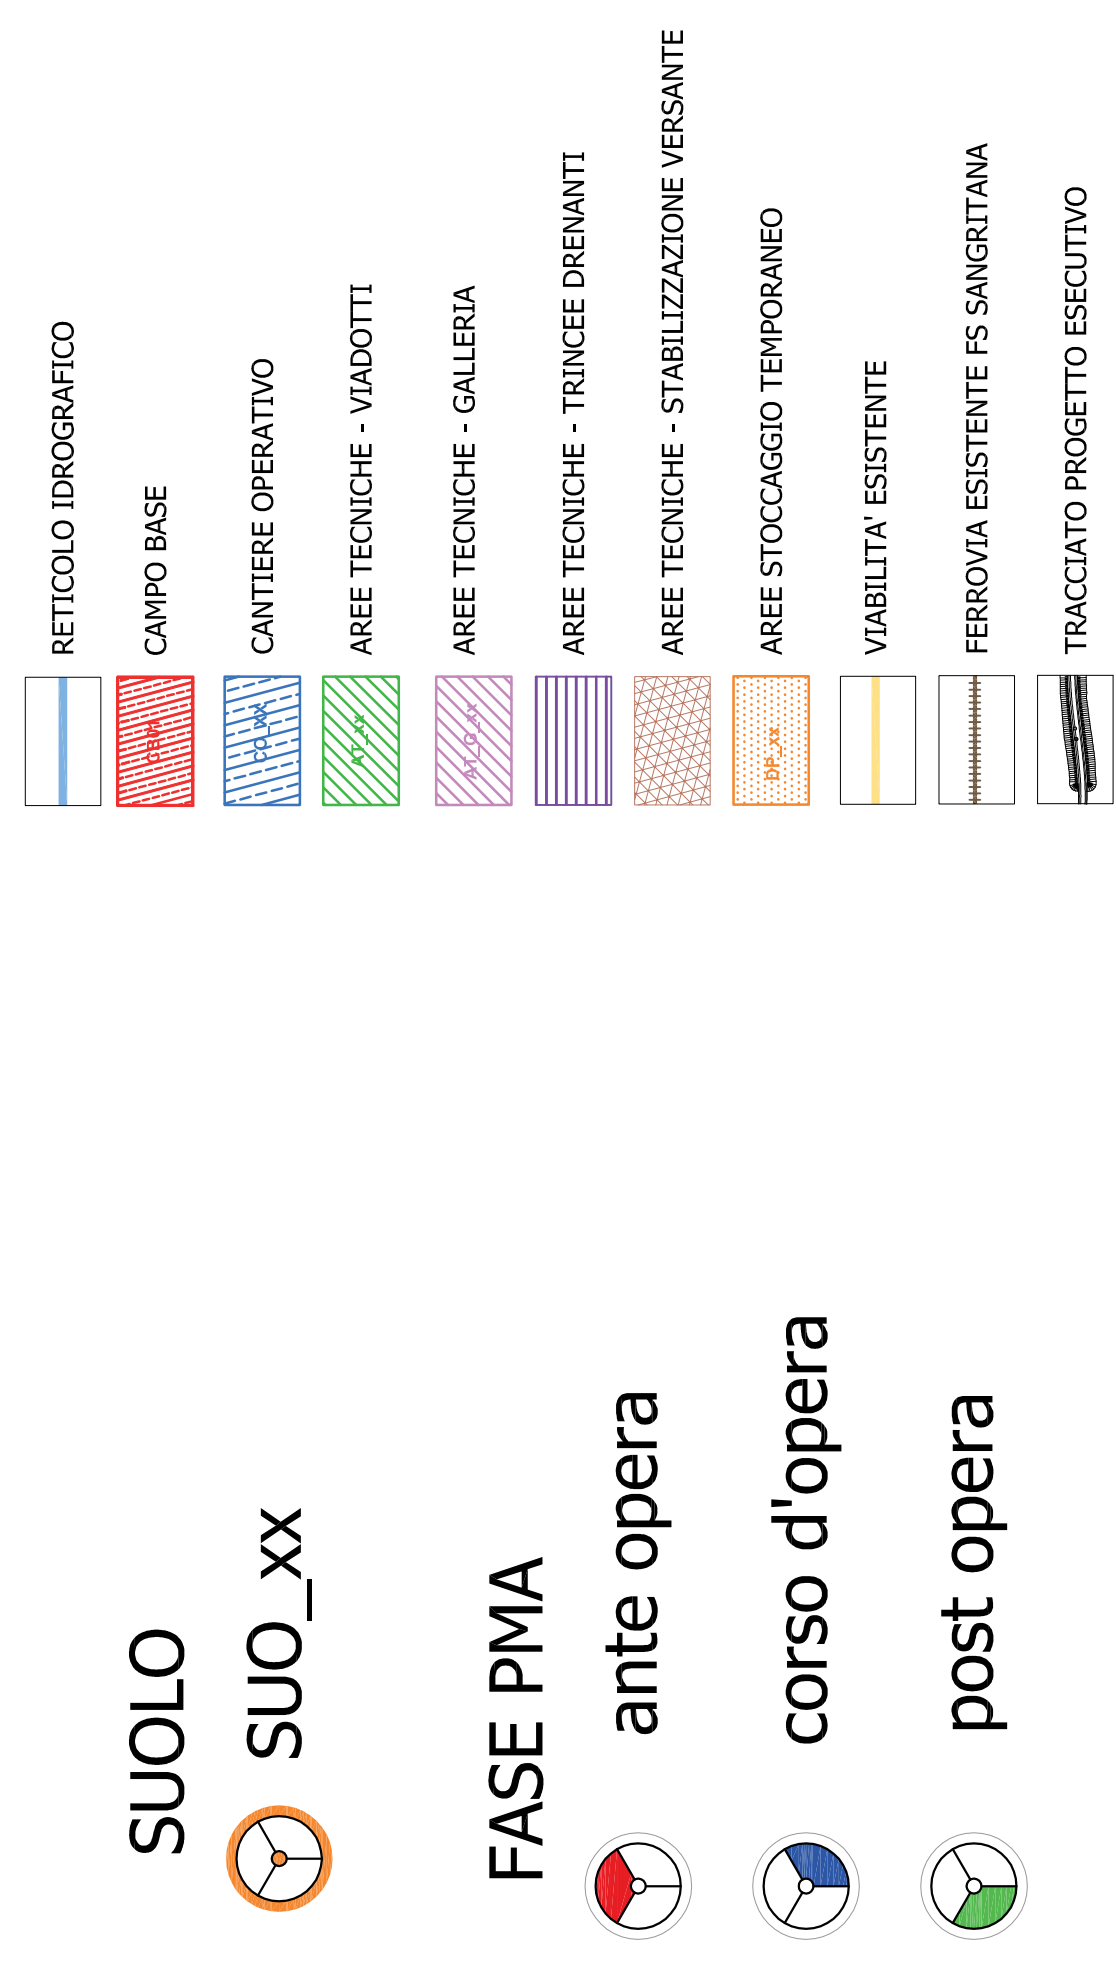 SUOLO
SUO_xx
FASE PMA
ante opera
corso d'opera
post opera
RETICOLO IDROGRAFICO
CB01
CAMPO BASE
CO_xx
CANTIERE OPERATIVO
AT_xx
AREE TECNICHE - VIADOTTI
AT_G_xx
AREE TECNICHE - GALLERIA
AREE TECNICHE - TRINCEE DRENANTI
AREE TECNICHE - STABILIZZAZIONE VERSANTE
DP_xx
AREE STOCCAGGIO TEMPORANEO
VIABILITA' ESISTENTE
FERROVIA ESISTENTE FS SANGRITANA
TRACCIATO PROGETTO ESECUTIVO